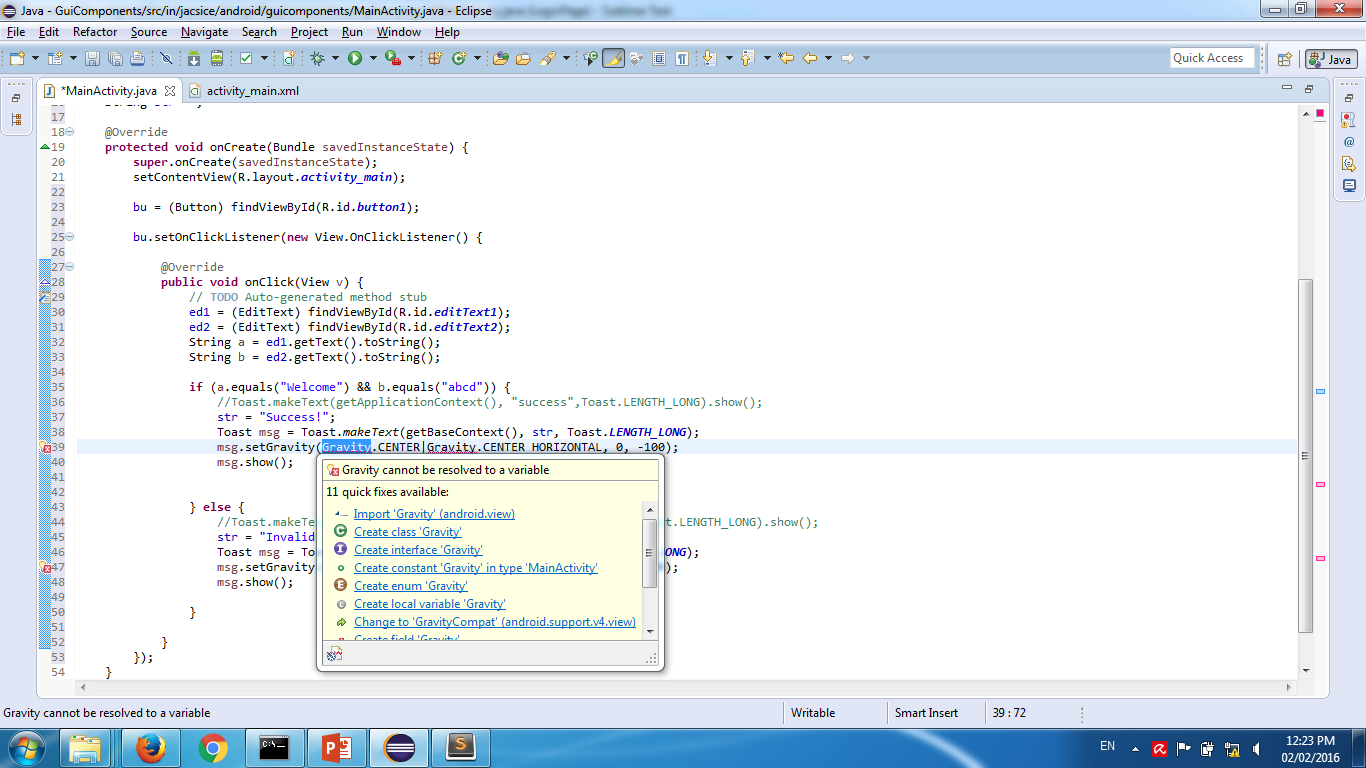 Java - GuiComponents/src/in/jacsice/android/guicomponents/MainActivity.java - Eclipse
File Edit Refactor Source Navigate Search Project Run Window Help
Quick Access
Java
*MainActivity.java
activity_main.xml
17
18 @Override
19 protected void onCreate(Bundle savedInstanceState) {
20 super.onCreate(savedInstanceState);
21 setContentView(R.layout.activity_main);
22
23 bu = (Button) findViewById(R.id.button1);
24
25 bu.setOnClickListener(new View.OnClickListener() {
26
27 @Override
28 public void onClick(View v) {
29 // TODO Auto-generated method stub
30 ed1 = (EditText) findViewById(R.id.editText1);
31 ed2 = (EditText) findViewById(R.id.editText2);
32 String a = ed1.getText().toString();
33 String b = ed2.getText().toString();
34
35 if (a.equals("Welcome") && b.equals("abcd")) {
36 //Toast.makeText(getApplicationContext(), "success",Toast.LENGTH_LONG).show();
37 str = "Success!";
38 Toast msg = Toast.makeText(getBaseContext(), str, Toast.LENGTH_LONG);
39 msg.setGravity(Gravity.CENTER|Gravity.CENTER_HORIZONTAL, 0, -100);
40 msg.show();
41
42
43 } else {
44 //Toast.makeTe t.LENGTH_LONG).show();
45 str = "Invalid
46 Toast msg = To ONG);
47 msg.setGravity );
48 msg.show();
49
50 }
51
52 }
53 });
54 }
Gravity cannot be resolved to a variable
11 quick fixes available:
Import 'Gravity' (android.view)
Create class 'Gravity'
Create interface 'Gravity'
Create constant 'Gravity' in type 'MainActivity'
Create enum 'Gravity'
Create local variable 'Gravity'
Change to 'GravityCompat' (android.support.v4.view)
Create field 'Gravity'
Gravity cannot be resolved to a variable
Writable
Smart Insert
39 : 72
EN
12:23 PM
02/02/2016